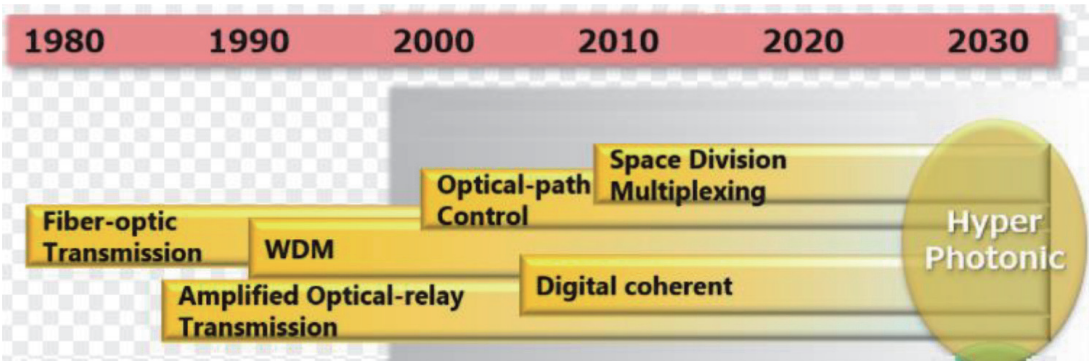 1980 1990 2000 2010 2020 2030
Space Division
Multiplexing
Optical-path
Control
Fiber-optic
Transmission
WDM
Hyper
Photonic
Digital coherent
Amplified Optical-relay
Transmission